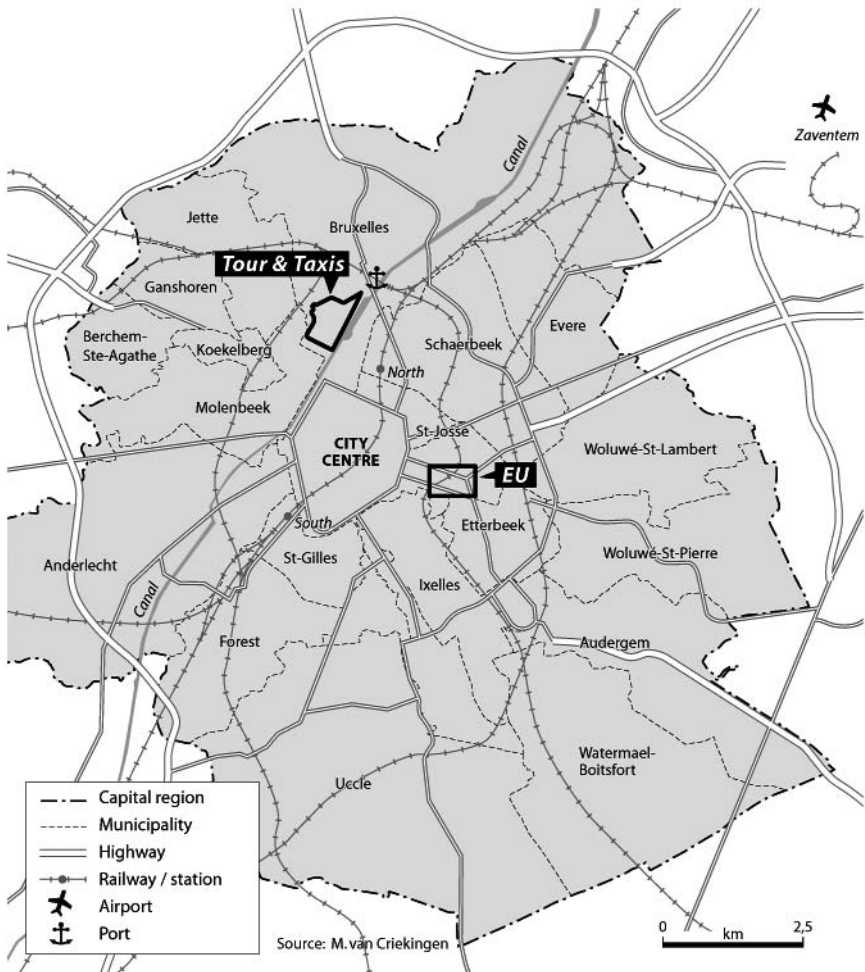 Zaventem
Canal
Jette
Bruxelles
Tour & Taxis
Ganshoren
Evere
Berchem-
Ste-Agathe
Koekelberg
Schaerbeek
North
Molenbeek
St-Josse
CITY
CENTRE
Woluwé-St-Lambert
EU
South
Etterbeek
Anderlecht
St-Gilles
Woluwé-St-Pierre
Ixelles
Canal
Forest
Audergem
Watermael-
Boitsfort
Uccle
Capital region
Municipality
Highway
Railway / station
Airport
Port
Source: M. van Criekingen
0 2,5
km